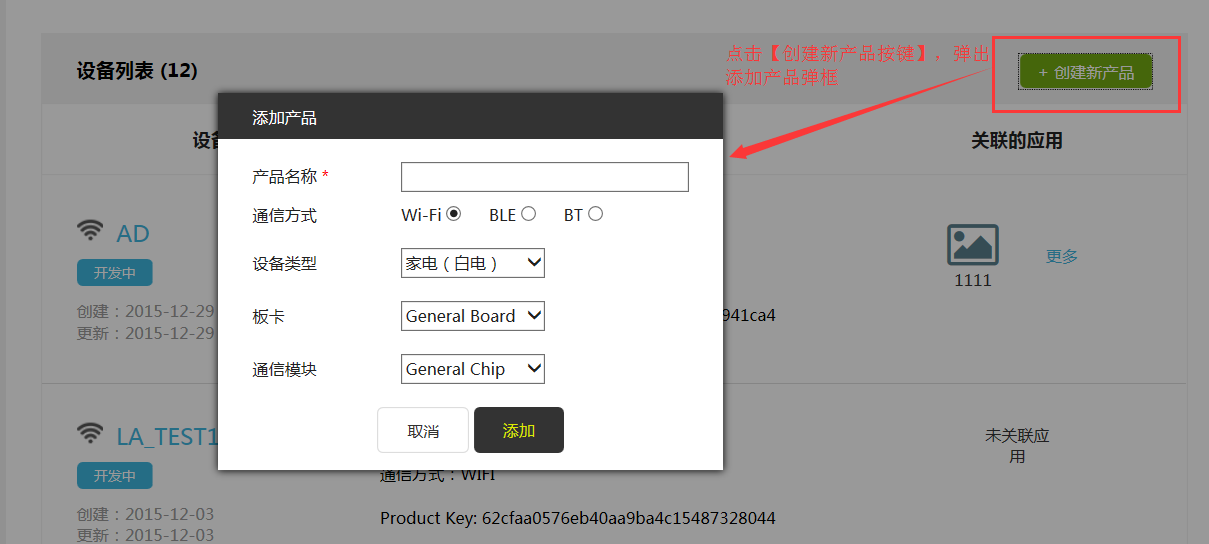 点击【创建新产品按键】，弹出
添加产品弹框
设备列表 (12)
+ 创建新产品
添加产品
关联的应用
产品名称 *
通信方式
Wi-Fi BLE BT
设备类型
家电（白电）
板卡
General Board
通信模块
General Chip
取消
添加
AD
开发中
创建：2015-12-29
更新：2015-12-29
941ca4
1111
更多
LA_TEST1
开发中
创建：2015-12-03
更新：2015-12-03
通信方式：WIFI
Product Key: 62cfaa0576eb40aa9ba4c15487328044
未关联应
用